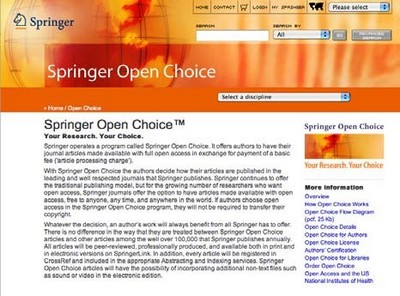 HOME
CONTACT
LOGIN
MY SPRINGER
Please select
Springer
SEARCH
SEARCH BY
All
Springer Open Choice
Select a discipline
» Home / Open Choice
Springer Open Choice™
Your Research. Your Choice.
Springer operates a program called Springer Open Choice. It offers authors to have their
journal articles made available with full open access in exchange for payment of a basic
fee ('article processing charge').
With Springer Open Choice the authors decide how their articles are published in the
leading and well respected journals that Springer publishes. Springer continues to offer
the traditional publishing model, but for the growing number of researchers who want
open access, Springer journals offer the option to have articles made available with open
access, free to anyone, any time, and anywhere in the world. If authors choose open
access in the Springer Open Choice program, they will not be required to transfer their
copyright.
Whatever the decision, an author's work will always benefit from all Springer has to offer.
There is no difference in the way that they are treated between Springer Open Choice
articles and other articles among the well over 100,000 that Springer publishes annually.
All articles will be peer-reviewed, professionally produced, and available both in print and
in electronic versions on SpringerLink. In addition, every article will be registered in
CrossRef and included in the appropriate Abstracting and Indexing services. Springer
Open Choice articles will have the possibility of incorporating additional non-text files such
as sound or video in the electronic edition.
Springer Open Choice
Your Research. Your Choice
More information
Overview
How Open Choice Works
Open Choice Flow Diagram
(pdf, 25 Kb)
Open Choice Details
Open Choice for Authors
Open Choice License
Authors' Certification
Open Choice for Libraries
Order Open Choice
Open Access and the US
National Institutes of Health